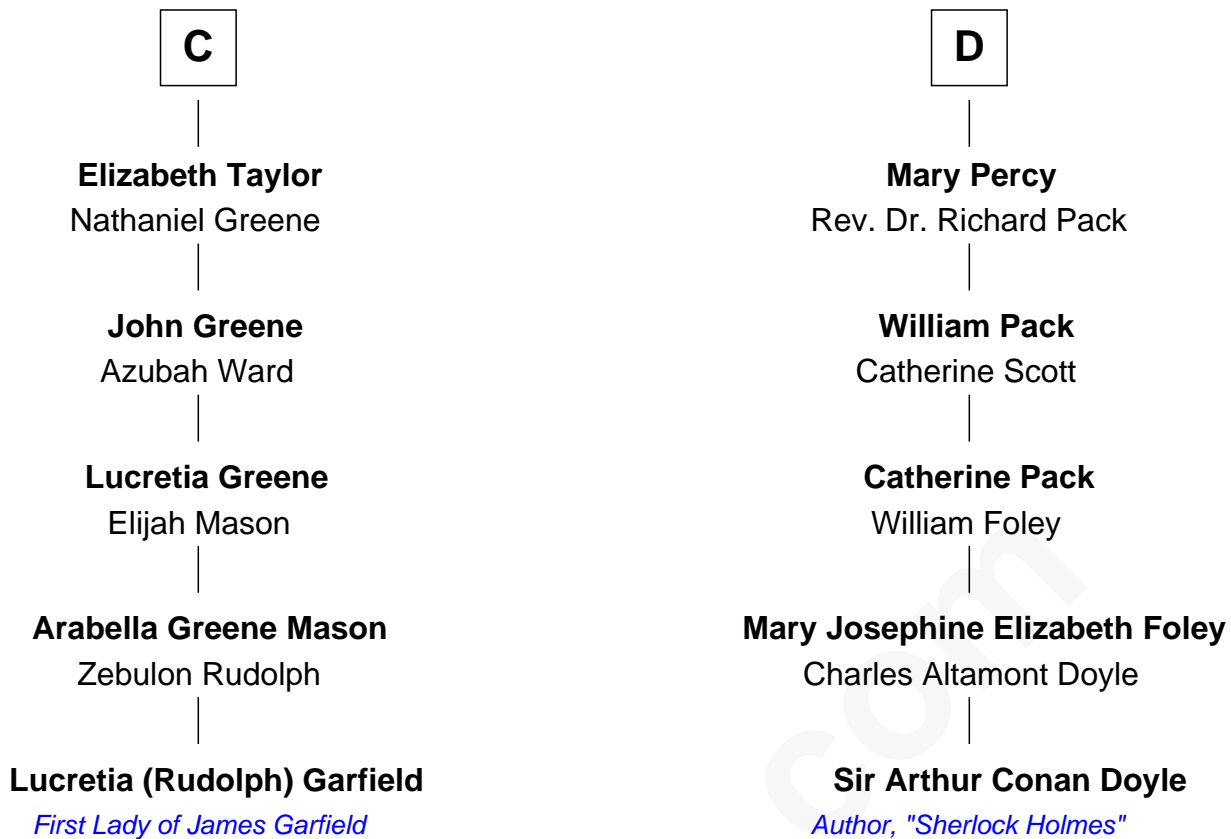 C
Elizabeth Taylor
Nathaniel Greene
John Greene
Azubah Ward
Lucretia Greene
Elijah Mason
Arabella Greene Mason
Zebulon Rudolph
Lucretia (Rudolph) Garfield
First Lady of James Garfield
D
Mary Percy
Rev. Dr. Richard Pack
William Pack
Catherine Scott
Catherine Pack
William Foley
Mary Josephine Elizabeth Foley
Charles Altamont Doyle
Sir Arthur Conan Doyle
Author, "Sherlock Holmes"
com